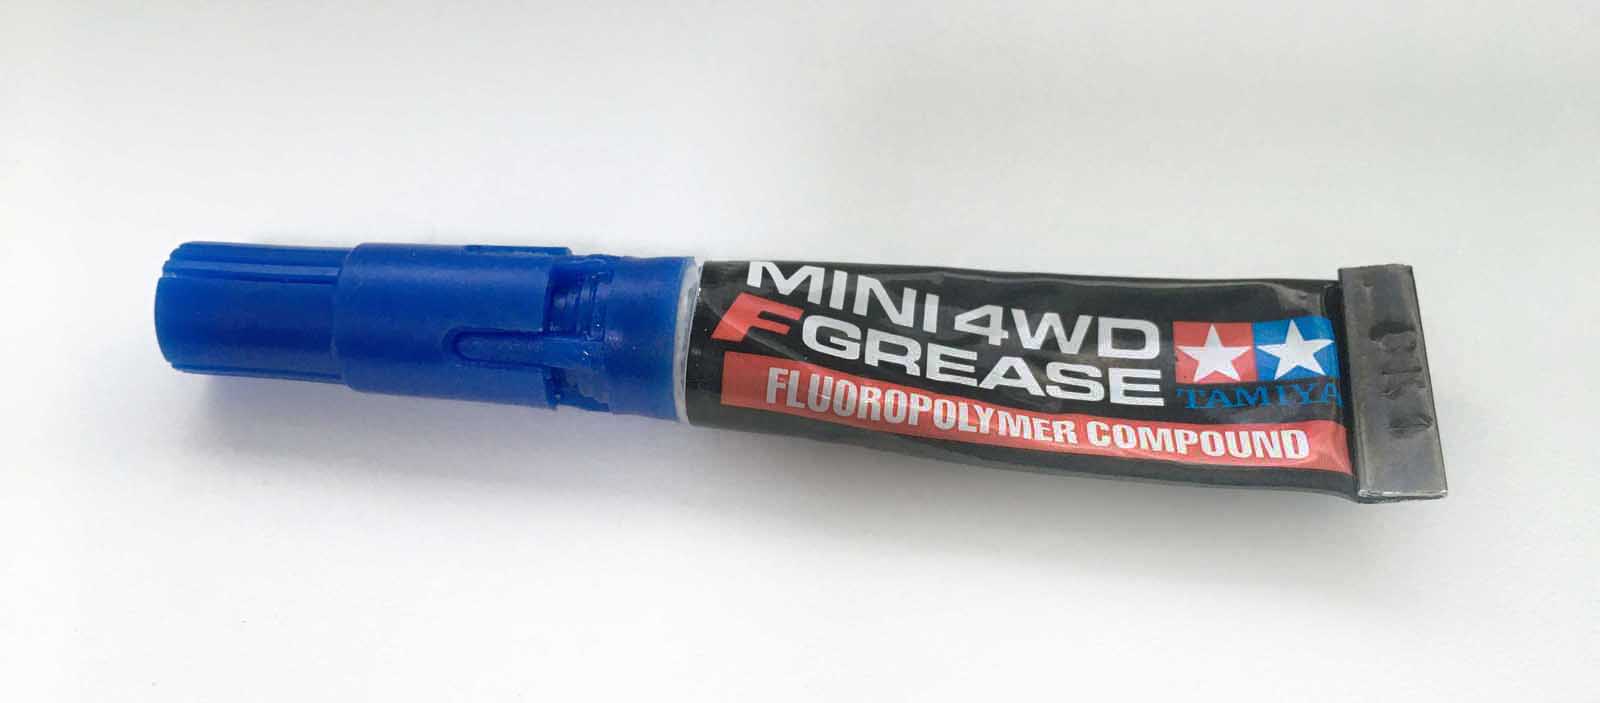 MINI 4WD
F GREASE
FLUOROPOLYMER COMPOUND
TAMIYA